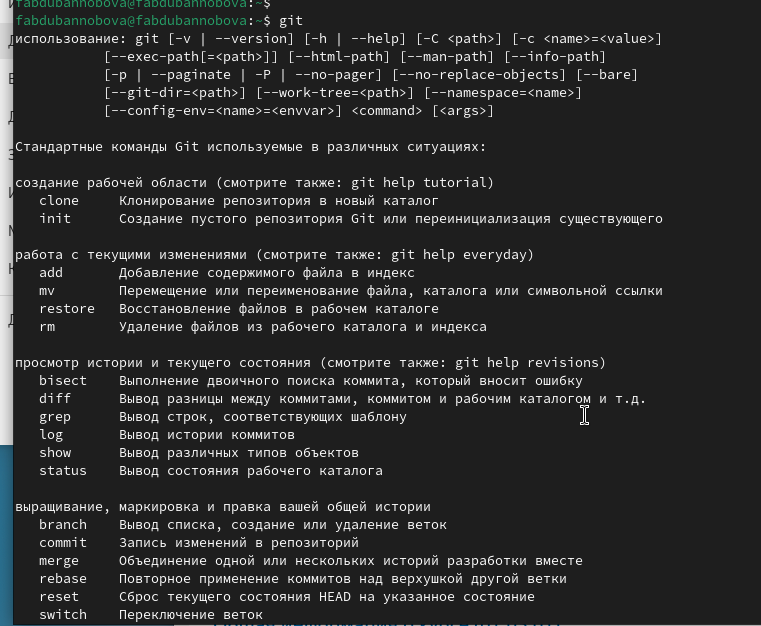 fabdubannobova@fabdubannobova:~$
fabdubannobova@fabdubannobova:~$ git
использование: git [-v | --version] [-h | --help] [-C <path>] [-c <name>=<value>]
[--exec-path[=<path>]] [--html-path] [--man-path] [--info-path]
[-p | --paginate | -P | --no-pager] [--no-replace-objects] [--bare]
[--git-dir=<path>] [--work-tree=<path>] [--namespace=<name>]
[--config-env=<name>=<envvar>] <command> [<args>]
Стандартные команды Git используемые в различных ситуациях:
создание рабочей области (смотрите также: git help tutorial)
clone Клонирование репозитория в новый каталог
init Создание пустого репозитория Git или переинициализация существующего
работа с текущими изменениями (смотрите также: git help everyday)
add Добавление содержимого файла в индекс
mv Перемещение или переименование файла, каталога или символьной ссылки
restore Восстановление файлов в рабочем каталоге
rm Удаление файлов из рабочего каталога и индекса
просмотр истории и текущего состояния (смотрите также: git help revisions)
bisect Выполнение двоичного поиска коммита, который вносит ошибку
diff Вывод разницы между коммитами, коммитом и рабочим каталогом и т.д.
grep Вывод строк, соответствующих шаблону
log Вывод истории коммитов
show Вывод различных типов объектов
status Вывод состояния рабочего каталога
выращивание, маркировка и правка вашей общей истории
branch Вывод списка, создание или удаление веток
commit Запись изменений в репозиторий
merge Объединение одной или нескольких историй разработки вместе
rebase Повторное применение коммитов над верхушкой другой ветки
reset Сброс текущего состояния HEAD на указанное состояние
switch Переключение веток